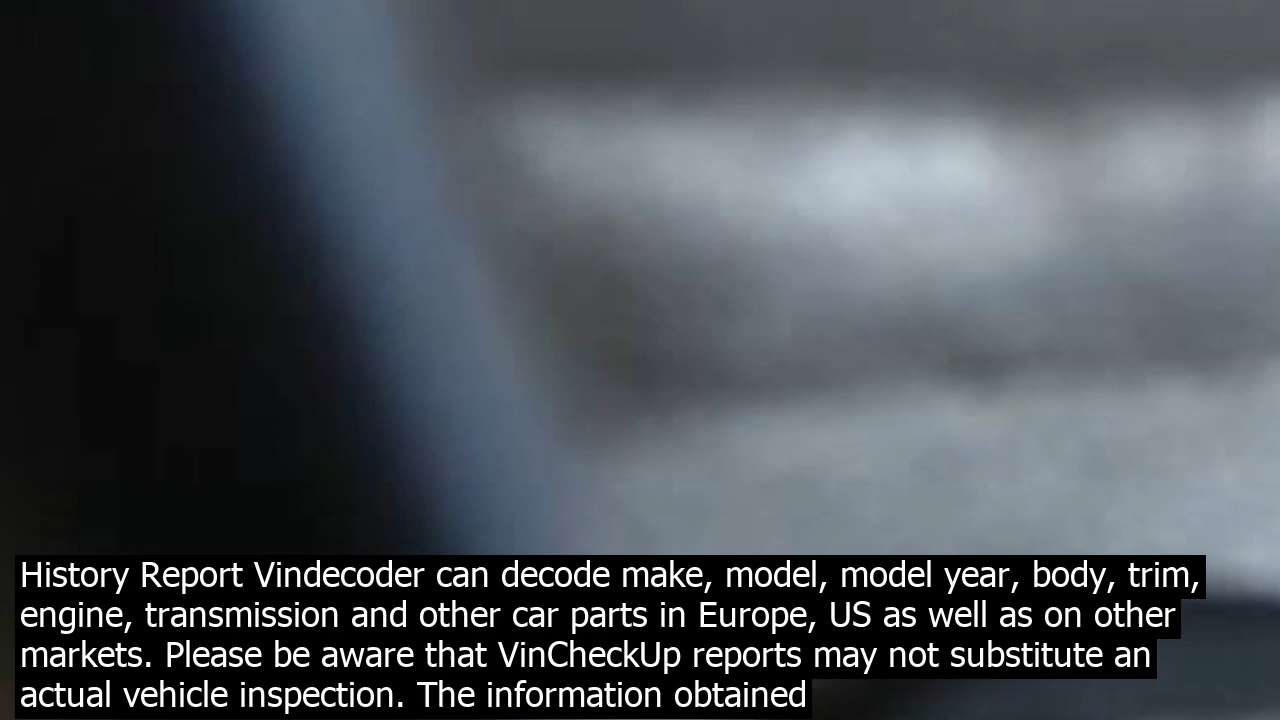 History Report Vindecoder can decode make, model, model year, body, trim,
engine, transmission and other car parts in Europe, US as well as on other
markets. Please be aware that VinCheckUp reports may not substitute an
actual vehicle inspection. The information obtained